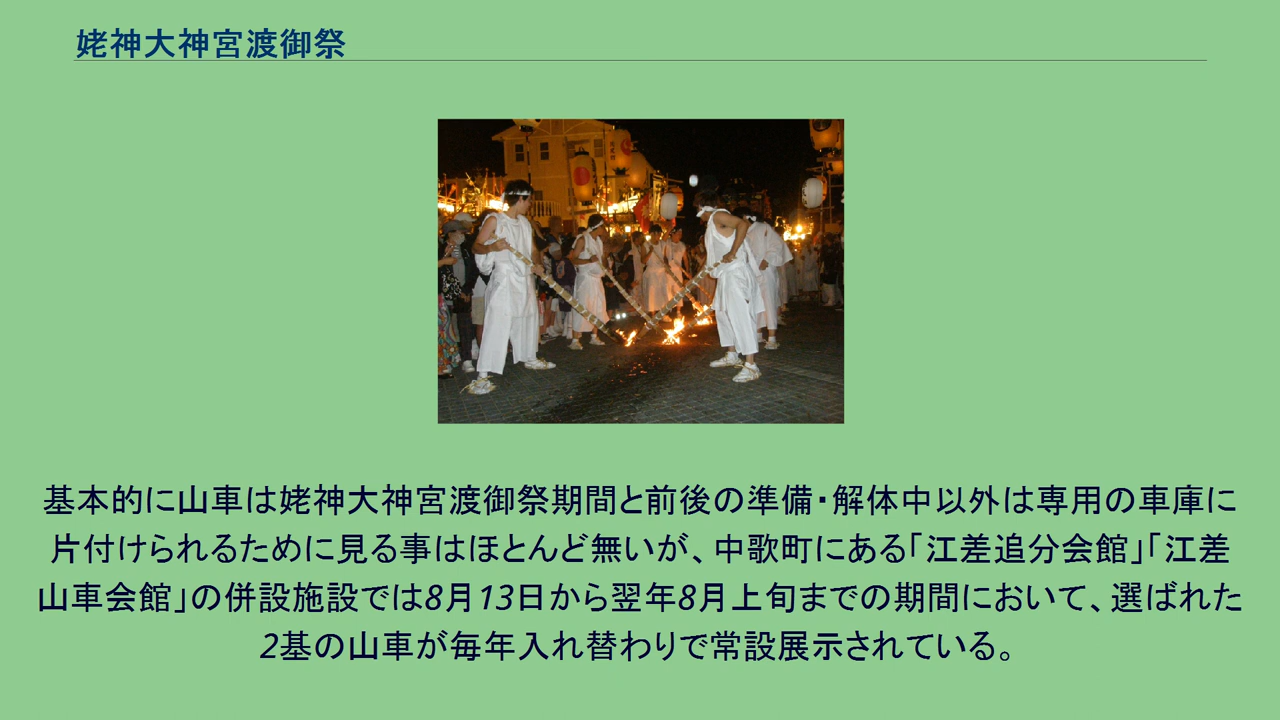 姥神大神宮渡御祭
基本的に山車は姥神大神宮渡御祭期間と前後の準備・解体中以外は専用の車庫に
片付けられるために見る事はほとんど無いが、中歌町にある「江差追分会館」「江差
山車会館」の併設施設では8月13日から翌年8月上旬までの期間において、選ばれた
2基の山車が毎年入れ替わりで常設展示されている。